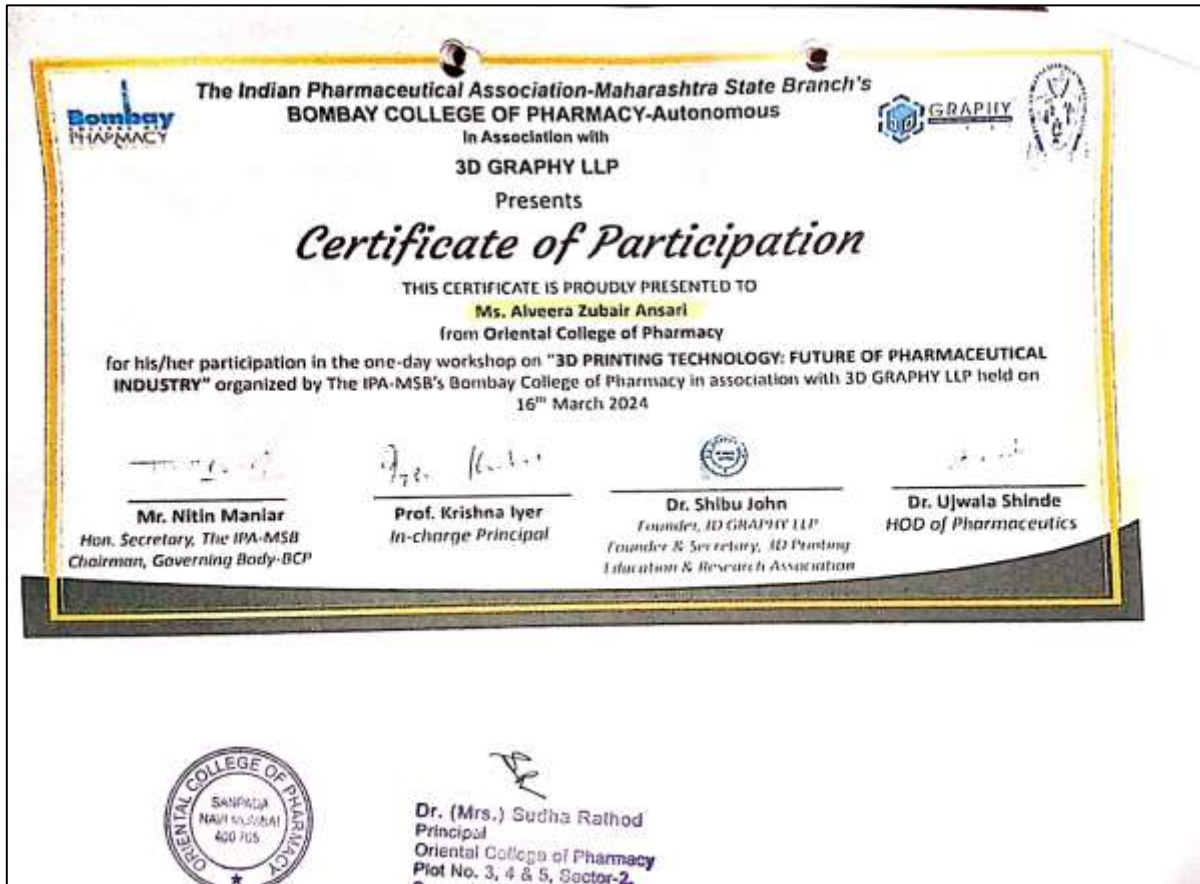 The Indian Pharmaceutical Association-Maharashtra State Branch's
BOMBAY COLLEGE OF PHARMACY-Autonomous
In Association with
3D GRAPHY LLP
Presents
Bombay
PHARMACY
GRAPHY
Certificate of Participation
THIS CERTIFICATE IS PROUDLY PRESENTED TO
Ms. Alveera Zubair Ansari
from Oriental College of Pharmacy
for his/her participation in the one-day workshop on "3D PRINTING TECHNOLOGY: FUTURE OF PHARMACEUTICAL
INDUSTRY" organized by The IPA-MSB's Bombay College of Pharmacy in association with 3D GRAPHY LLP held on
16th March 2024
Mr. Nitin Maniar
Hon. Secretary, The IPA-MSB
Chairman, Governing Body-BCP
Prof. Krishna Iyer
In-charge Principal
Dr. Shibu John
Founder, 3D GRAPHY LLP
Founder & Secretary, 3D Printing
Education & Research Association
Dr. Ujwala Shinde
HOD of Pharmaceutics
ORIENTAL COLLEGE OF PHARMACY
SANPADA
NAVI MUMBAI
400 705
Dr. (Mrs.) Sudha Rathod
Principal
Oriental College of Pharmacy
Plot No. 3, 4 & 5, Sector-2,